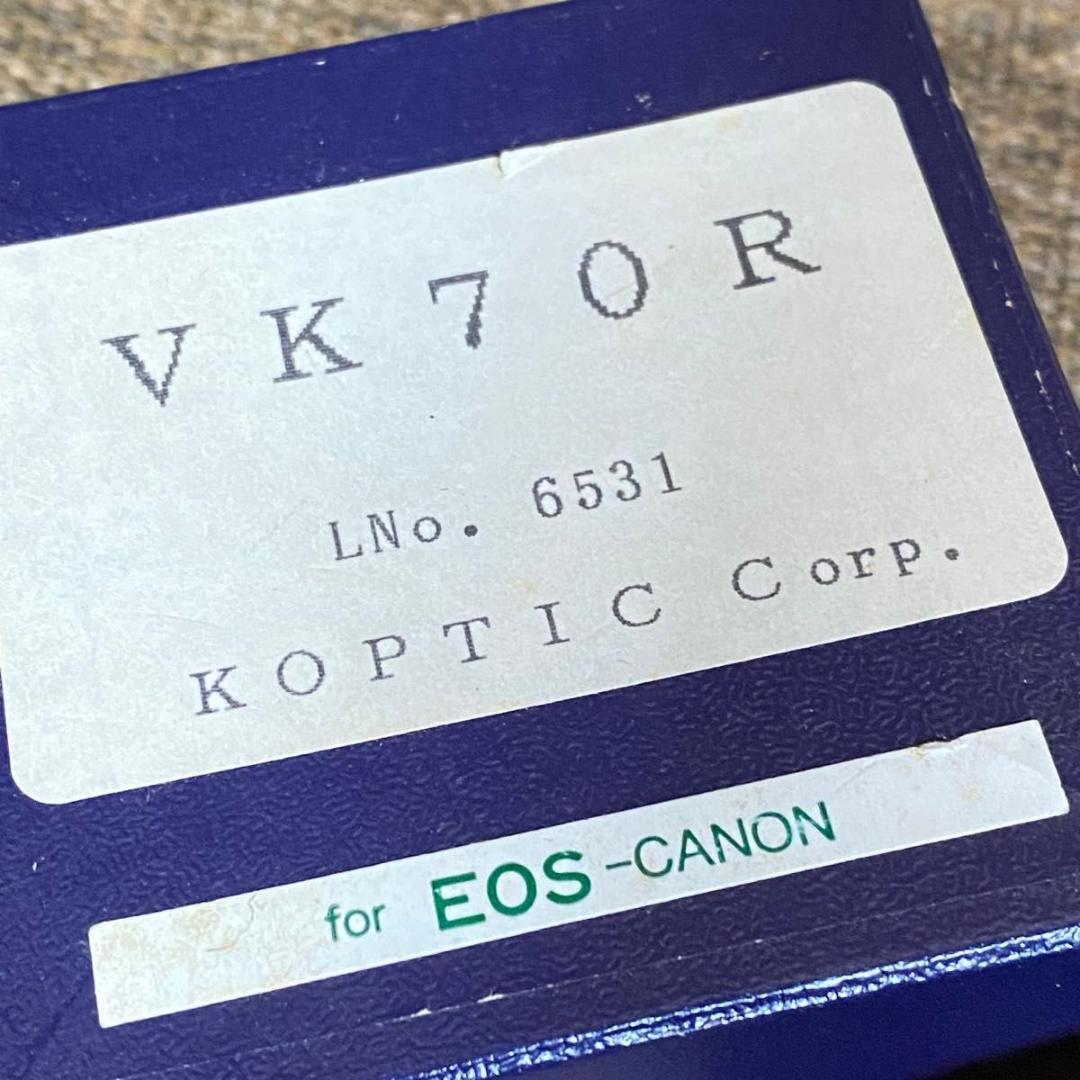 VK70R
LNo. 6531
KOPTIC Corp.
for EOS-CANON